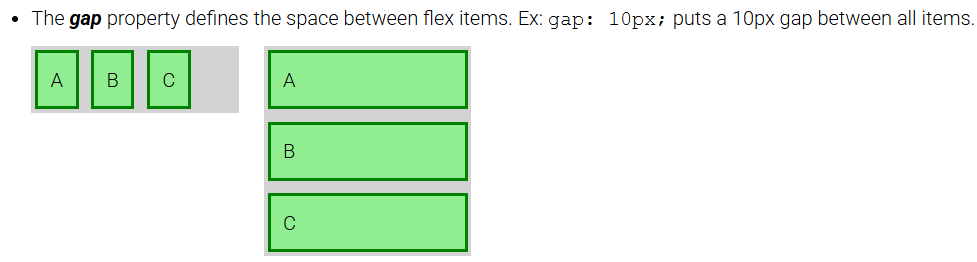 • The gap property defines the space between flex items. Ex: gap: 10px; puts a 10px gap between all items.
A B C
A
B
C